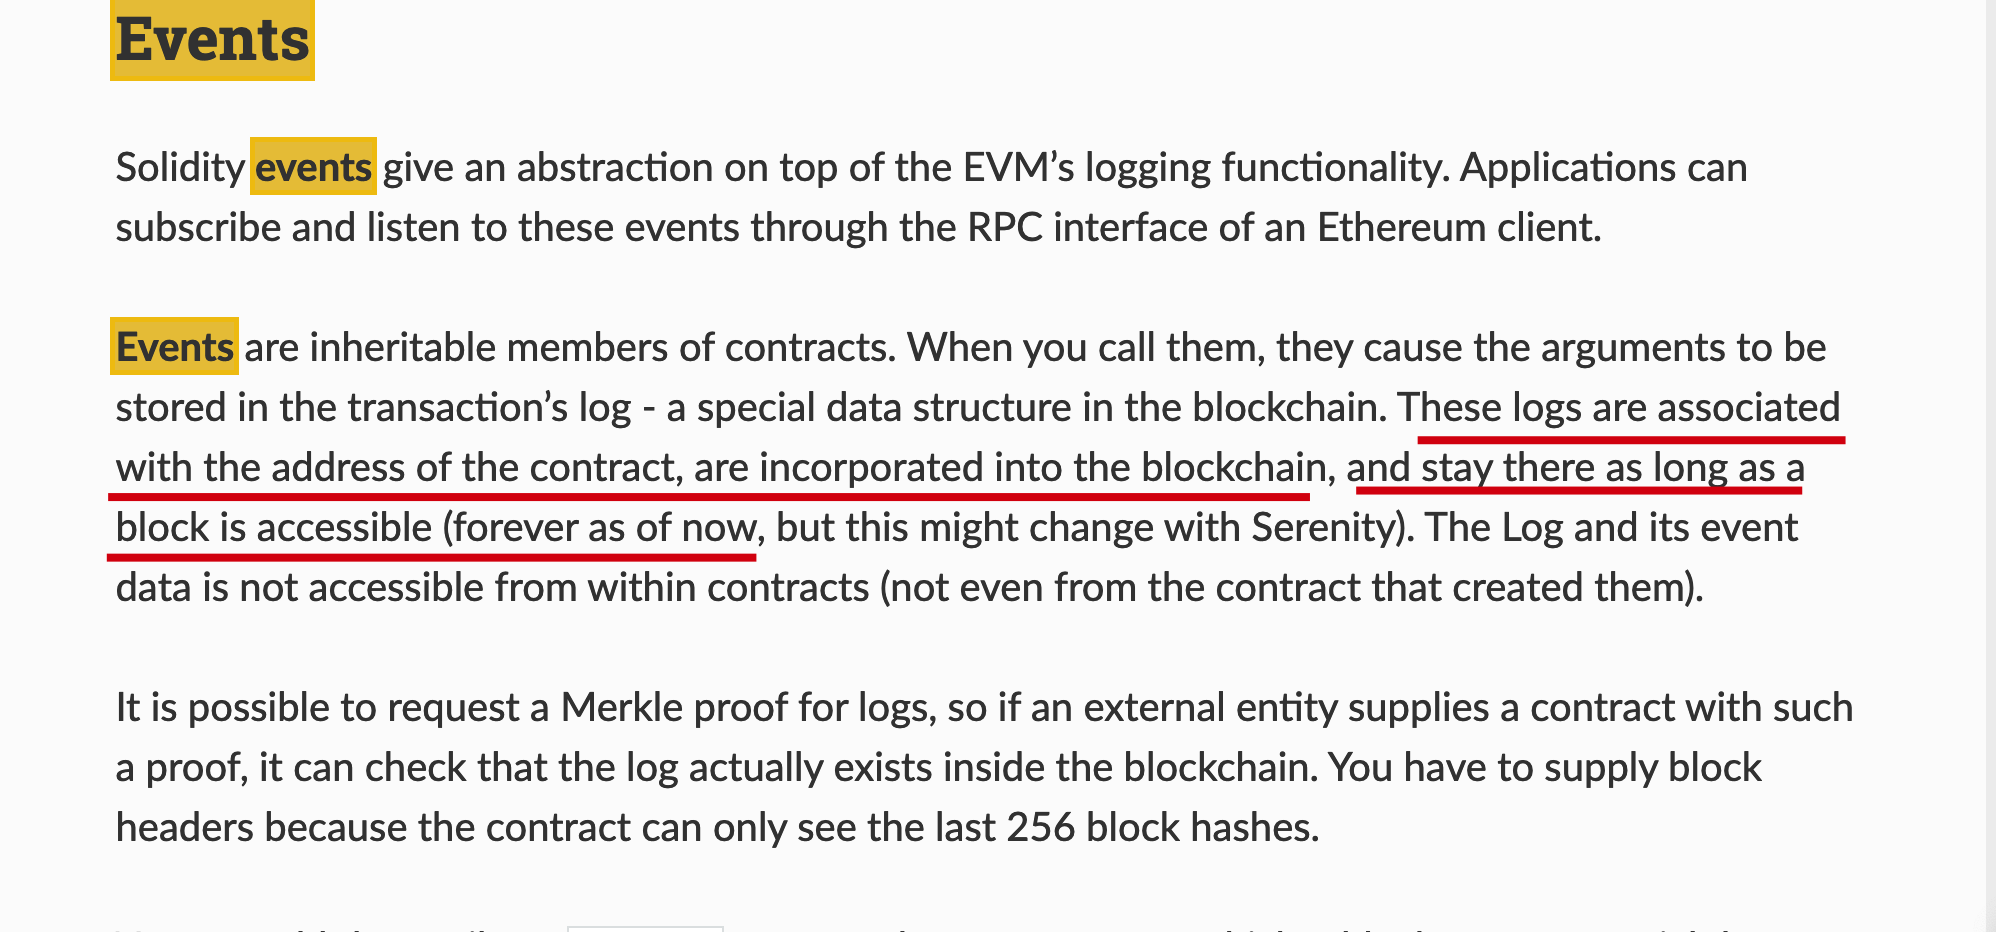 Events
Solidity events give an abstraction on top of the EVM’s logging functionality. Applications can
subscribe and listen to these events through the RPC interface of an Ethereum client.
Events are inheritable members of contracts. When you call them, they cause the arguments to be
stored in the transaction’s log - a special data structure in the blockchain. These logs are associated
with the address of the contract, are incorporated into the blockchain, and stay there as long as a
block is accessible (forever as of now, but this might change with Serenity). The Log and its event
data is not accessible from within contracts (not even from the contract that created them).
It is possible to request a Merkle proof for logs, so if an external entity supplies a contract with such
a proof, it can check that the log actually exists inside the blockchain. You have to supply block
headers because the contract can only see the last 256 block hashes.